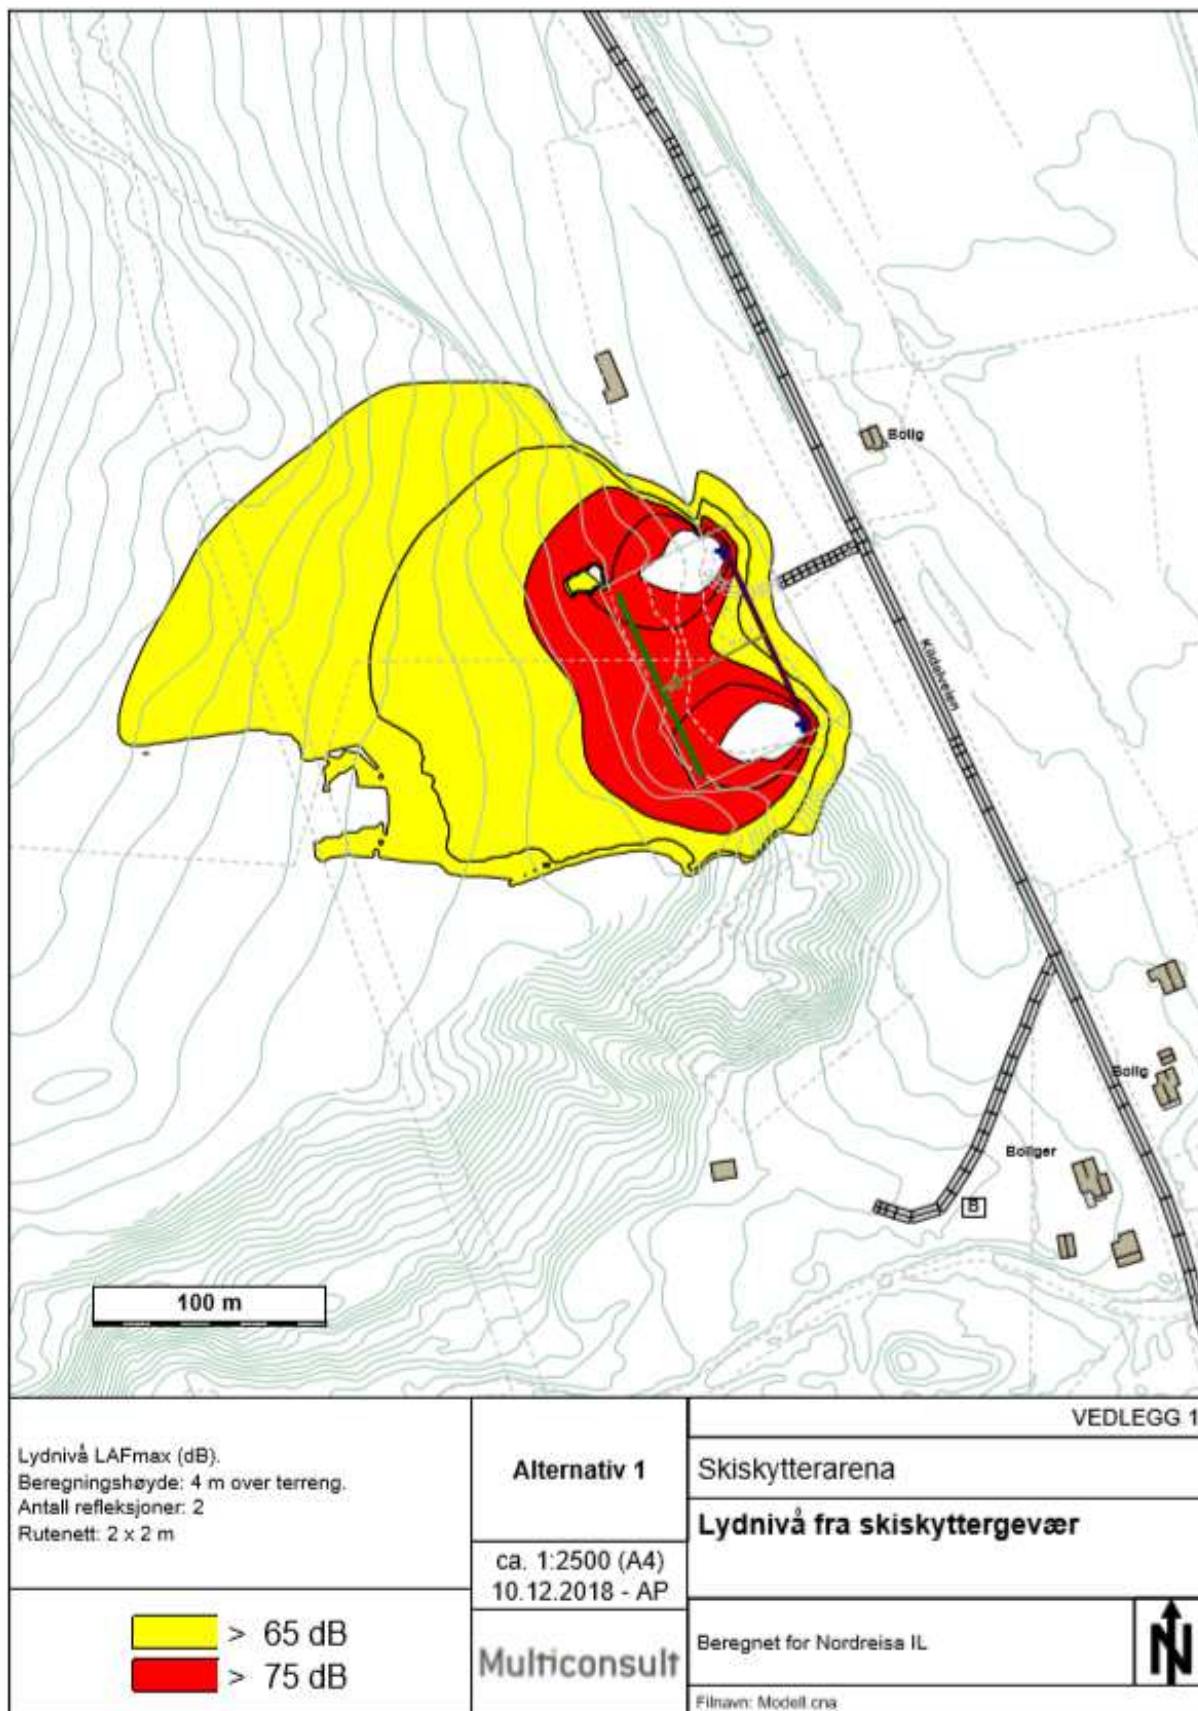 Bolig
Kildalveien
Bolig
Boliger
B
100 m
Lydnivå LAFmax (dB).
Beregningshøyde: 4 m over terreng.
Antall refleksjoner: 2
Rutenett: 2 x 2 m
> 65 dB
> 75 dB
Alternativ 1
ca. 1:2500 (A4)
10.12.2018 - AP
Multiconsult
VEDLEGG 1
Skiskytterarena
Lydnivå fra skiskyttergevær
Beregnet for Nordreisa IL
N
Filnavn: Modell.cna